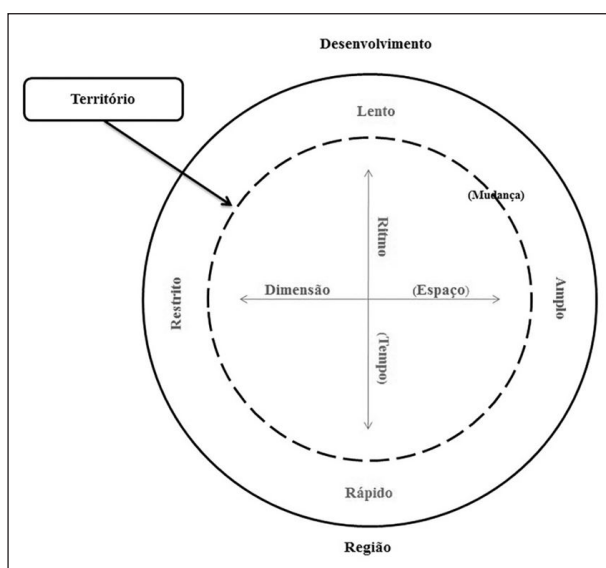 Desenvolvimento
Território
Lento
(Mudança)
Ritmo
Restrito
Dimensão
(Espaço)
Amplo
(Tempo)
Rápido
Região